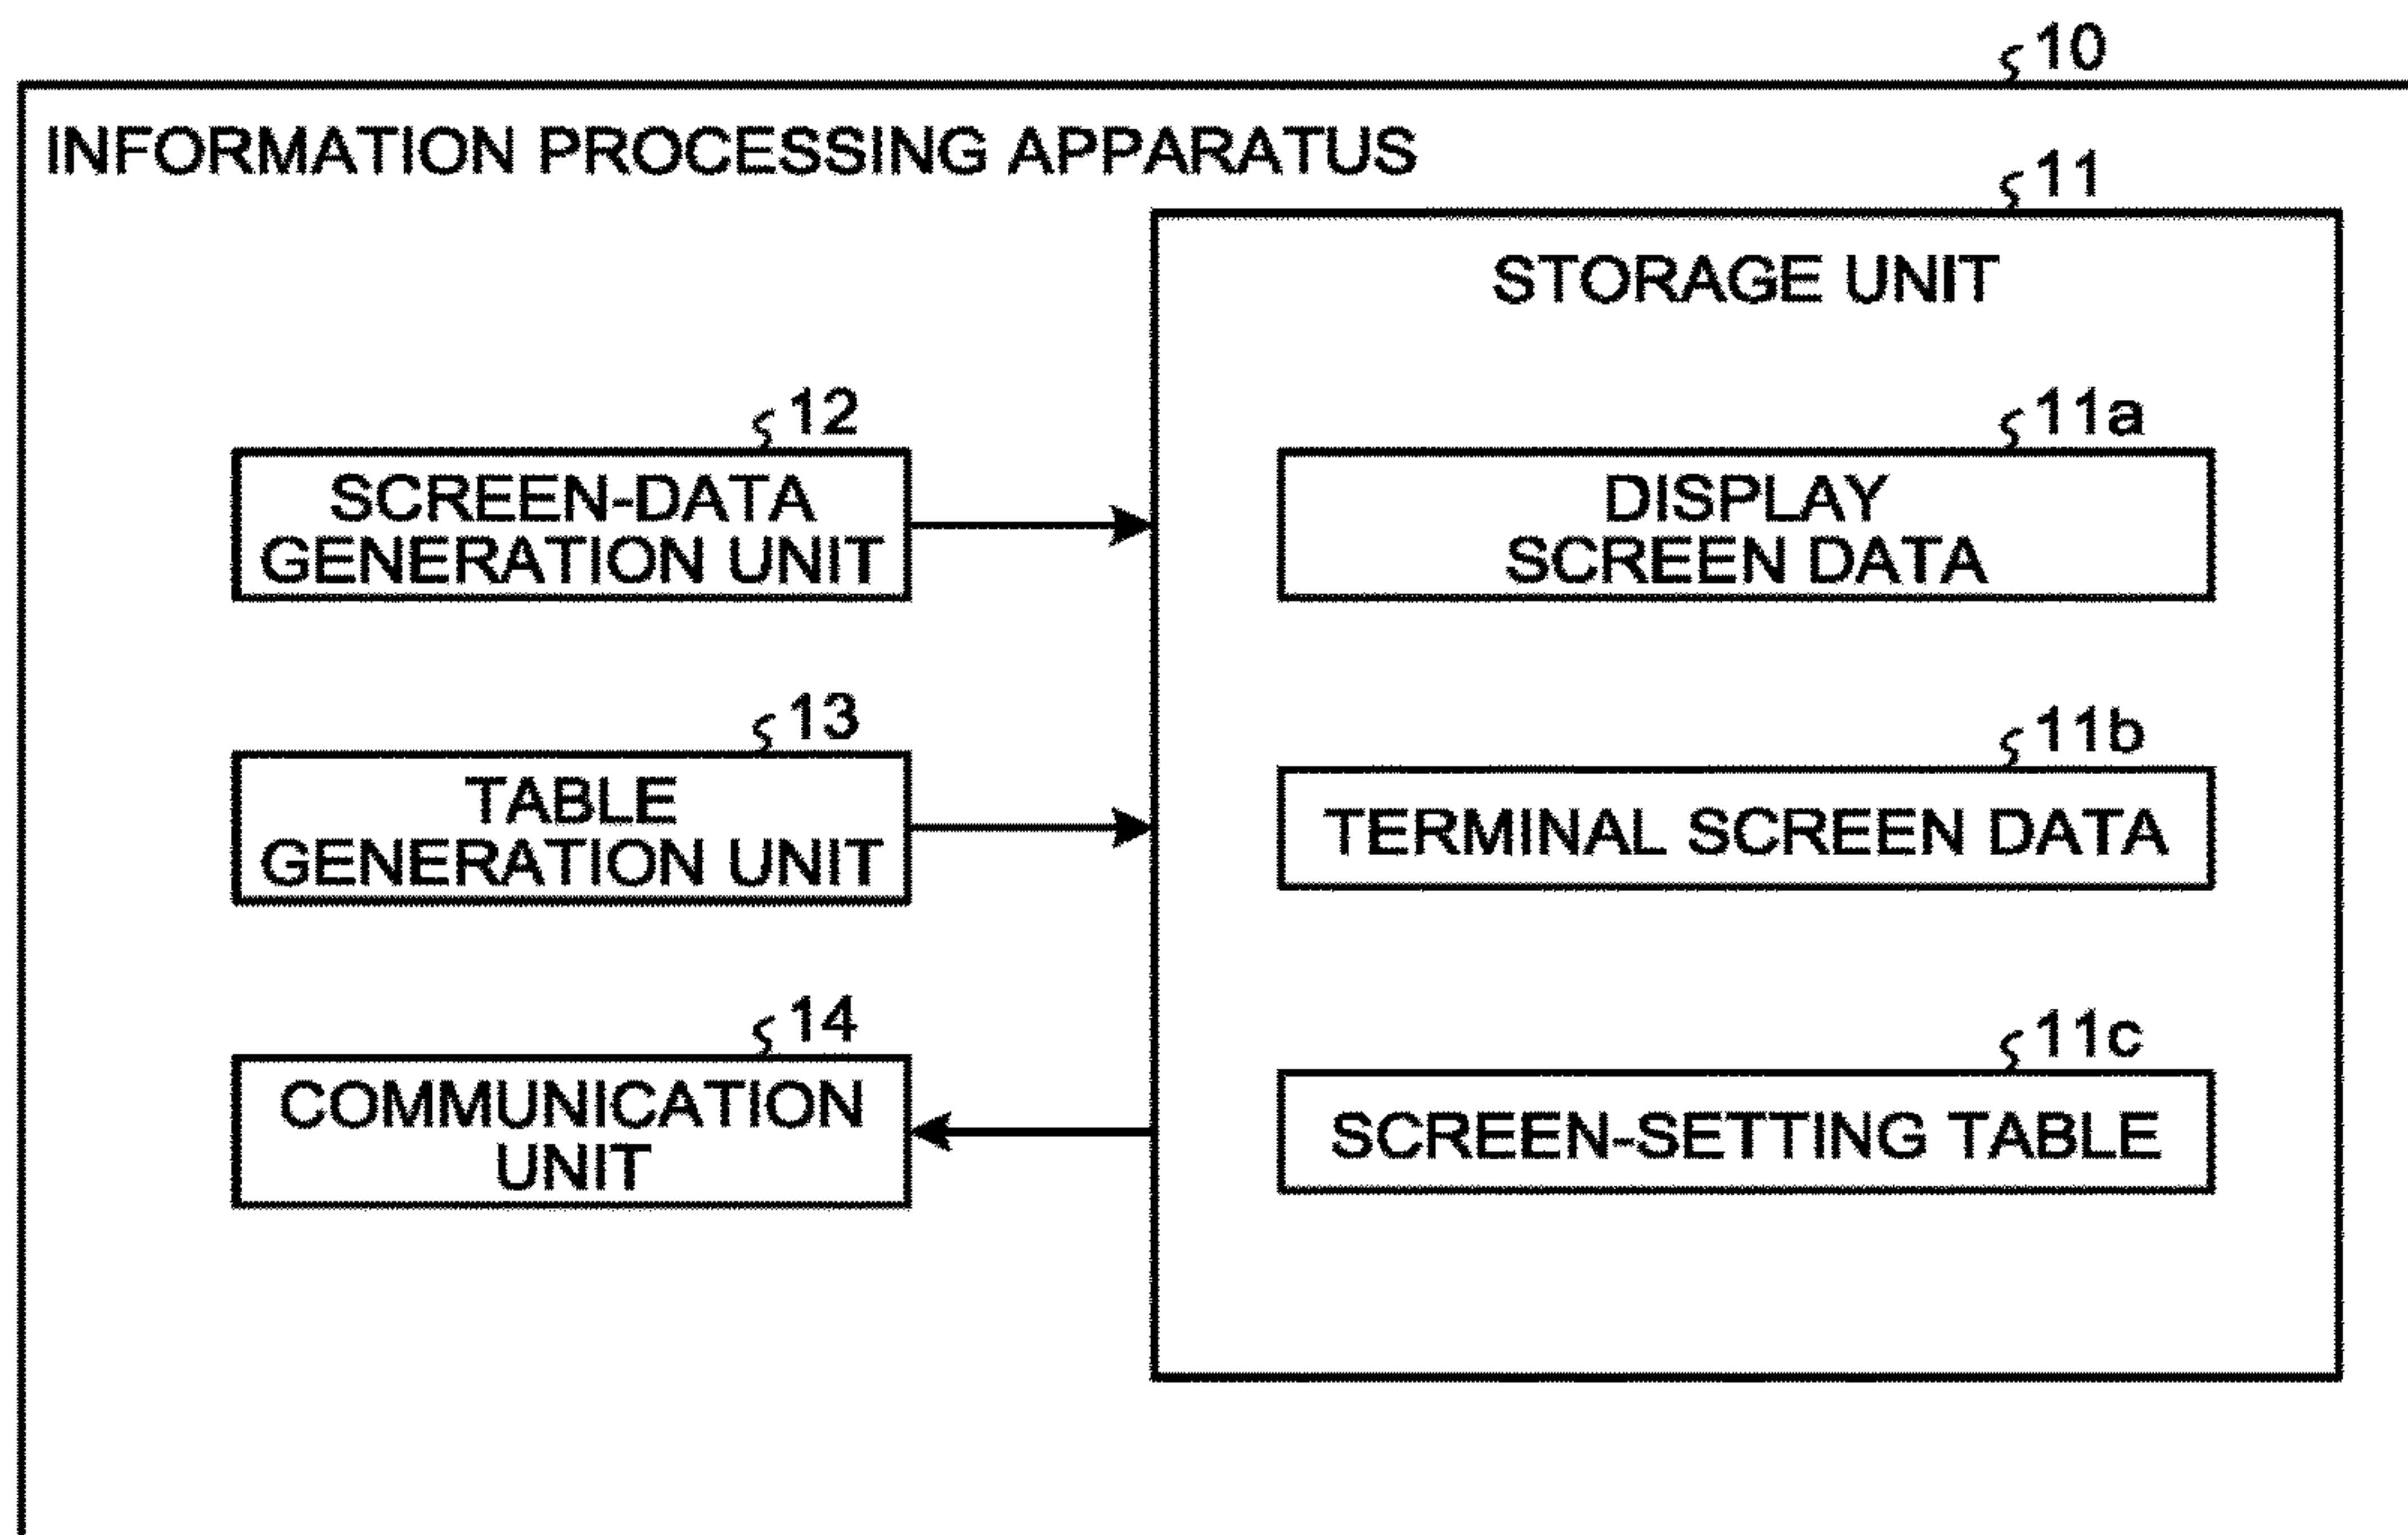 10
INFORMATION PROCESSING APPARATUS
11
STORAGE UNIT
12
SCREEN-DATA
GENERATION UNIT
11a
DISPLAY
SCREEN DATA
13
TABLE
GENERATION UNIT
11b
TERMINAL SCREEN DATA
14
COMMUNICATION
UNIT
11c
SCREEN-SETTING TABLE